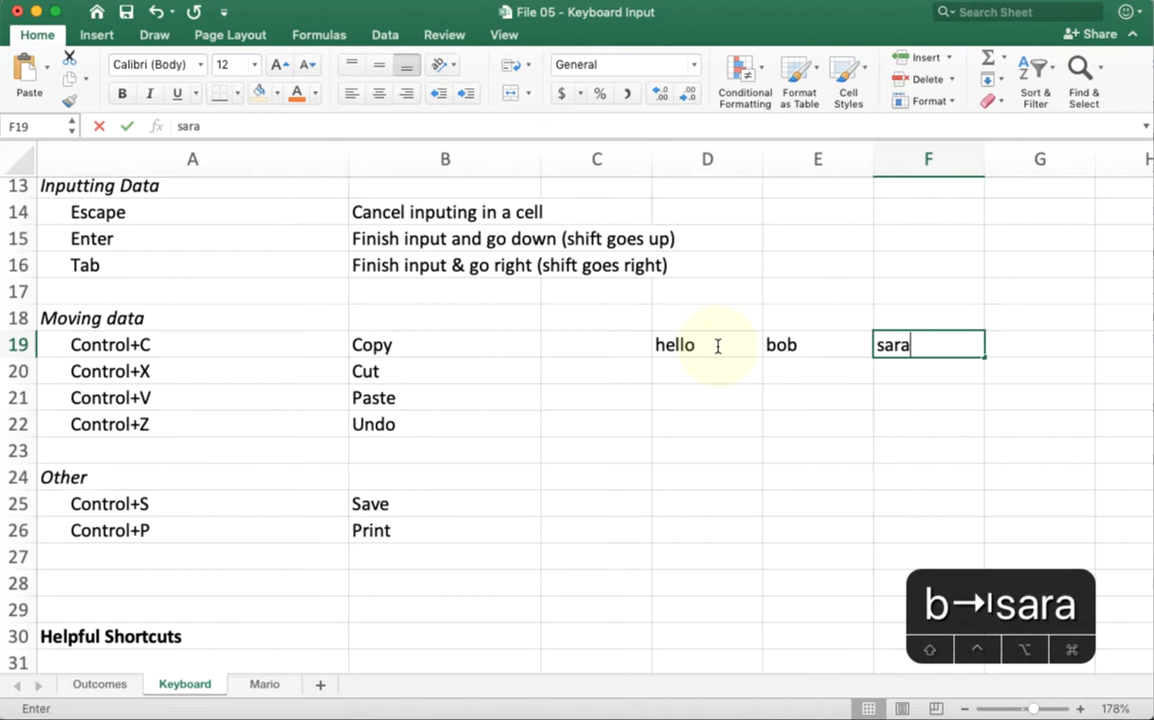 File 05 - Keyboard Input
Search Sheet
Home Insert Draw Page Layout Formulas Data Review View
Share
Paste
Calibri (Body) 12
B I U
General
$ %
Conditional Formatting
Format as Table
Cell Styles
Insert
Delete
Format
Sort & Filter
Find & Select
F19 fx sara
A B C D E F G H
13 Inputting Data
14 Escape Cancel inputing in a cell
15 Enter Finish input and go down (shift goes up)
16 Tab Finish input & go right (shift goes right)
17
18 Moving data
19 Control+C Copy hello bob sara
20 Control+X Cut
21 Control+V Paste
22 Control+Z Undo
23
24 Other
25 Control+S Save
26 Control+P Print
27
28
29
30 Helpful Shortcuts
31
b⇥sara
Outcomes Keyboard Mario
Enter
178%